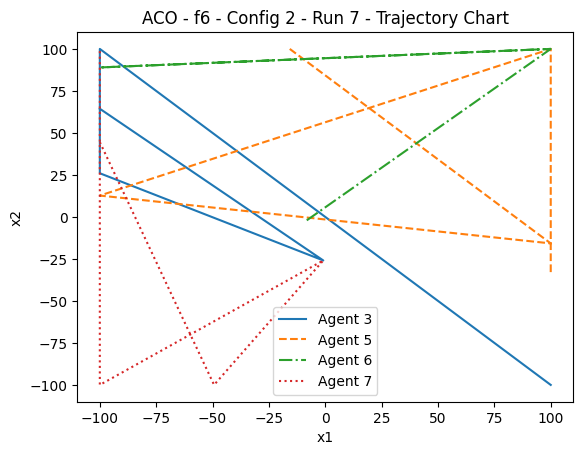 ACO - f6 - Config 2 - Run 7 - Trajectory Chart
100
75
50
25
0
−25
−50
−75
−100
x2
Agent 3
Agent 5
Agent 6
Agent 7
−100 −75 −50 −25 0 25 50 75 100
x1